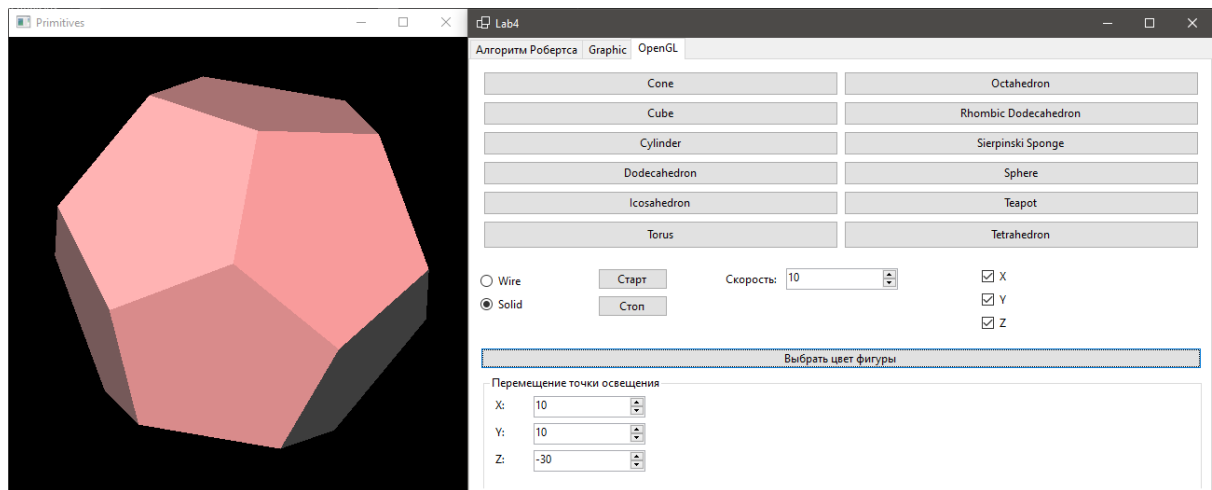 Primitives
Lab4
Алгоритм Робертса Graphic OpenGL
Cone Octahedron
Cube Rhombic Dodecahedron
Cylinder Sierpinski Sponge
Dodecahedron Sphere
Icosahedron Teapot
Torus Tetrahedron
Wire Старт Скорость: 10 X
Solid Стоп Y
Z
Выбрать цвет фигуры
Перемещение точки освещения
X: 10
Y: 10
Z: -30